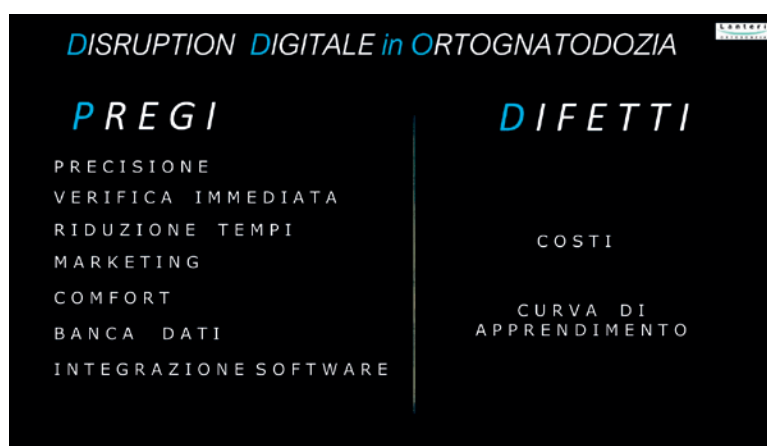 DISRUPTION DIGITALE in ORTOGNATODOZIA
Lanteri
PREGI
PRECISIONE
VERIFICA IMMEDIATA
RIDUZIONE TEMPI
MARKETING
COMFORT
BANCA DATI
INTEGRAZIONE SOFTWARE
DIFETTI
COSTI
CURVA DI
APPRENDIMENTO